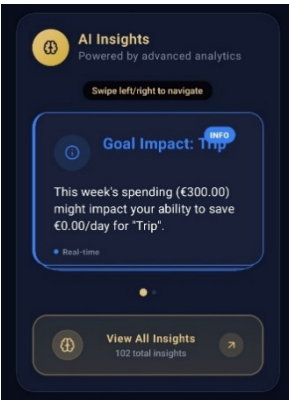 AI Insights
Powered by advanced analytics
Swipe left/right to navigate
INFO
Goal Impact: Trip
This week's spending (€300.00)
might impact your ability to save
€0.00/day for "Trip".
Real-time
View All Insights
102 total insights